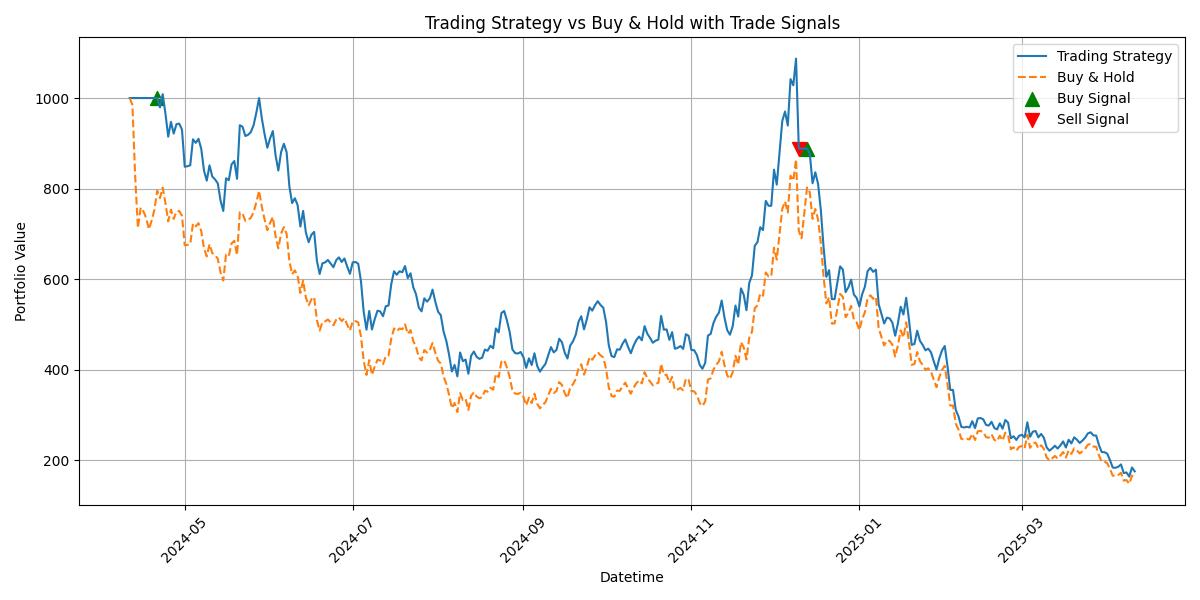 Trading Strategy vs Buy & Hold with Trade Signals
Trading Strategy
Buy & Hold
Buy Signal
Sell Signal
Portfolio Value
1000
800
600
400
200
2024-05
2024-07
2024-09
2024-11
2025-01
2025-03
Datetime